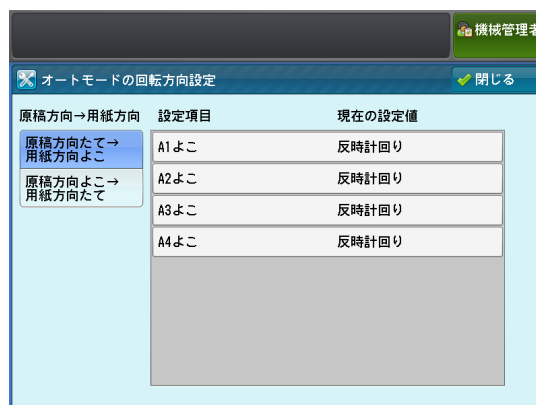 機械管理者
オートモードの回転方向設定
閉じる
原稿方向→用紙方向 設定項目 現在の設定値
原稿方向たて→
用紙方向よこ
原稿方向よこ→
用紙方向たて
A1よこ 反時計回り
A2よこ 反時計回り
A3よこ 反時計回り
A4よこ 反時計回り